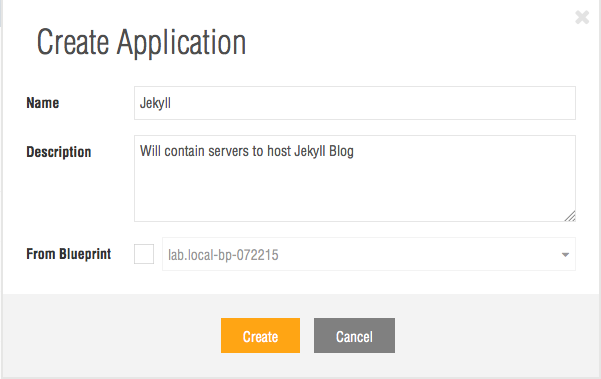 Create Application
Name
Jekyll
Description
Will contain servers to host Jekyll Blog
From Blueprint
lab.local-bp-072215
Create
Cancel